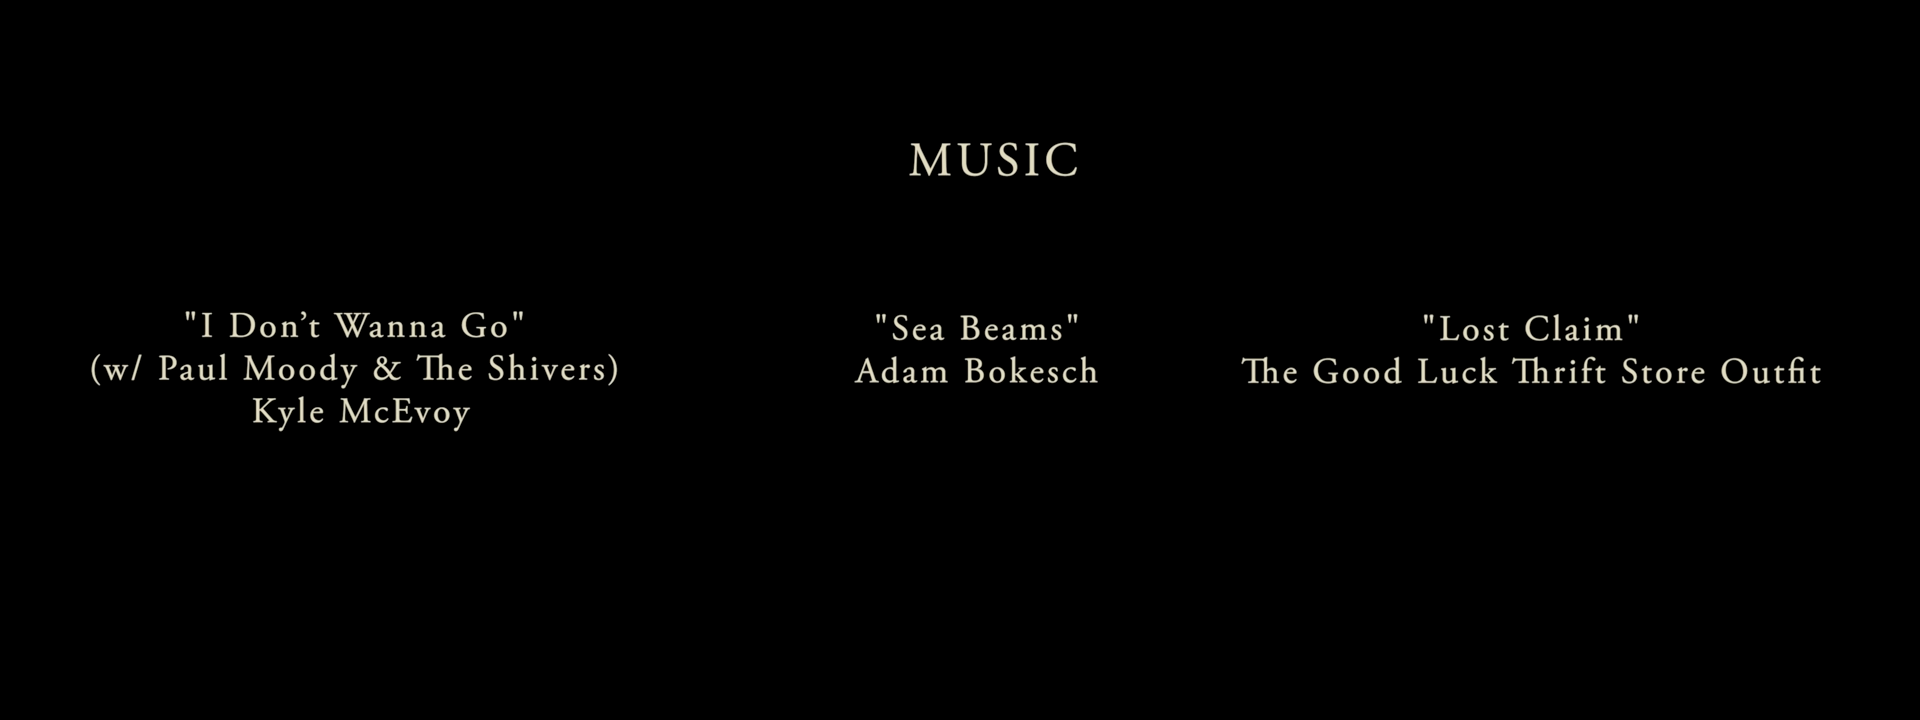 MUSIC
"I Don’t Wanna Go"
(w/ Paul Moody & The Shivers)
Kyle McEvoy
"Sea Beams"
Adam Bokesch
"Lost Claim"
The Good Luck Thrift Store Outfit